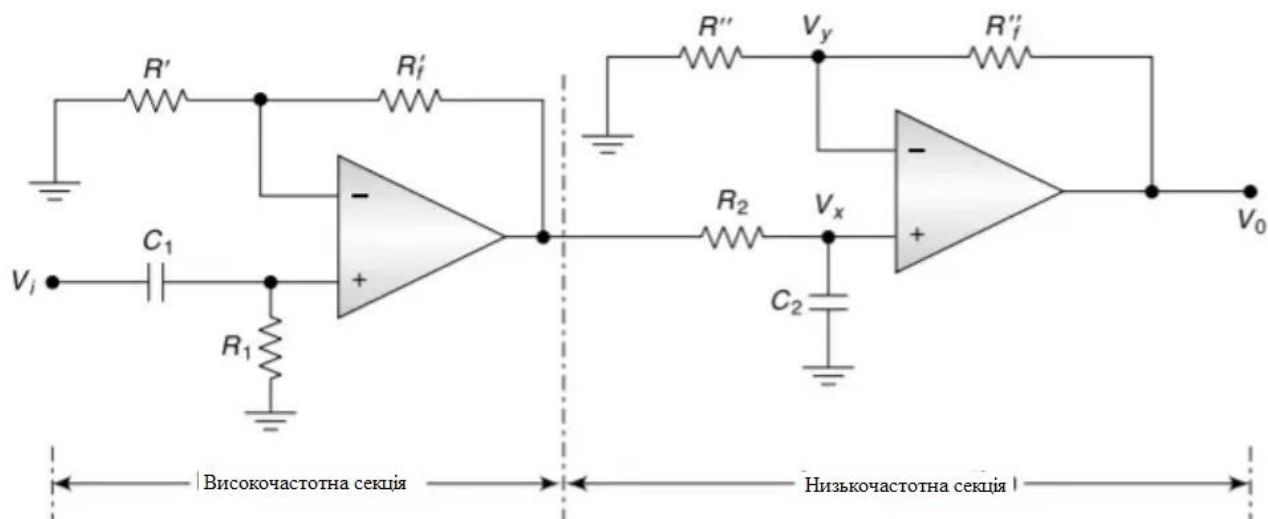 R'
R'f
R''
Vy
R''f
C1
Vi
R1
−
+
R2
Vx
C2
−
+
V0
Високочастотна секція
Низькочастотна секція